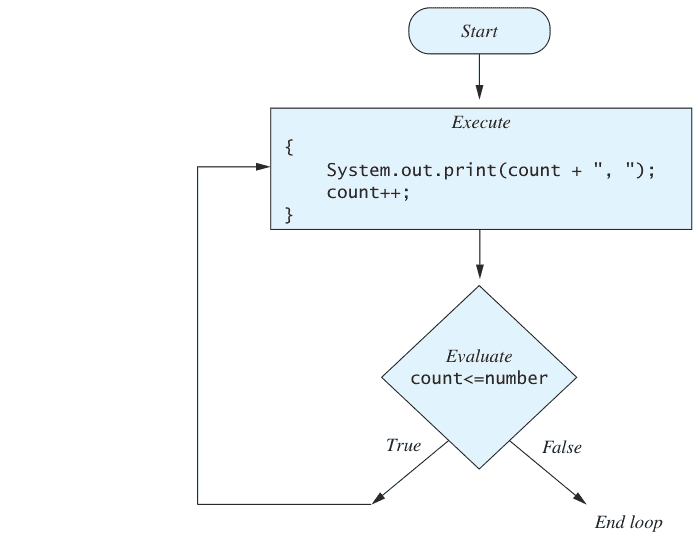 Start
Execute
{
System.out.print(count + ", ");
count++;
}
Evaluate
count<=number
True
False
End loop